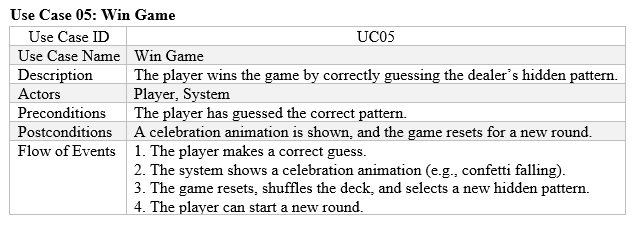 Use Case 05: Win Game
Use Case ID UC05
Use Case Name Win Game
Description The player wins the game by correctly guessing the dealer’s hidden pattern.
Actors Player, System
Preconditions The player has guessed the correct pattern.
Postconditions A celebration animation is shown, and the game resets for a new round.
Flow of Events 1. The player makes a correct guess.
2. The system shows a celebration animation (e.g., confetti falling).
3. The game resets, shuffles the deck, and selects a new hidden pattern.
4. The player can start a new round.